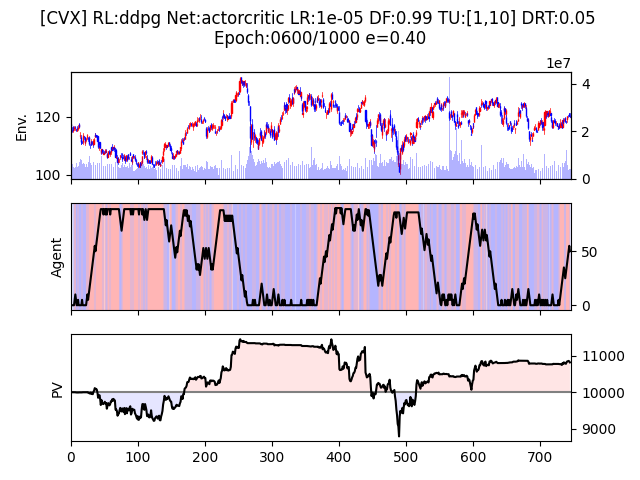 [CVX] RL:ddpg Net:actorcritic LR:1e-05 DF:0.99 TU:[1,10] DRT:0.05
Epoch:0600/1000 e=0.40
1e7
Env.
120
100
4
2
0
Agent
50
0
PV
11000
10000
9000
0 100 200 300 400 500 600 700